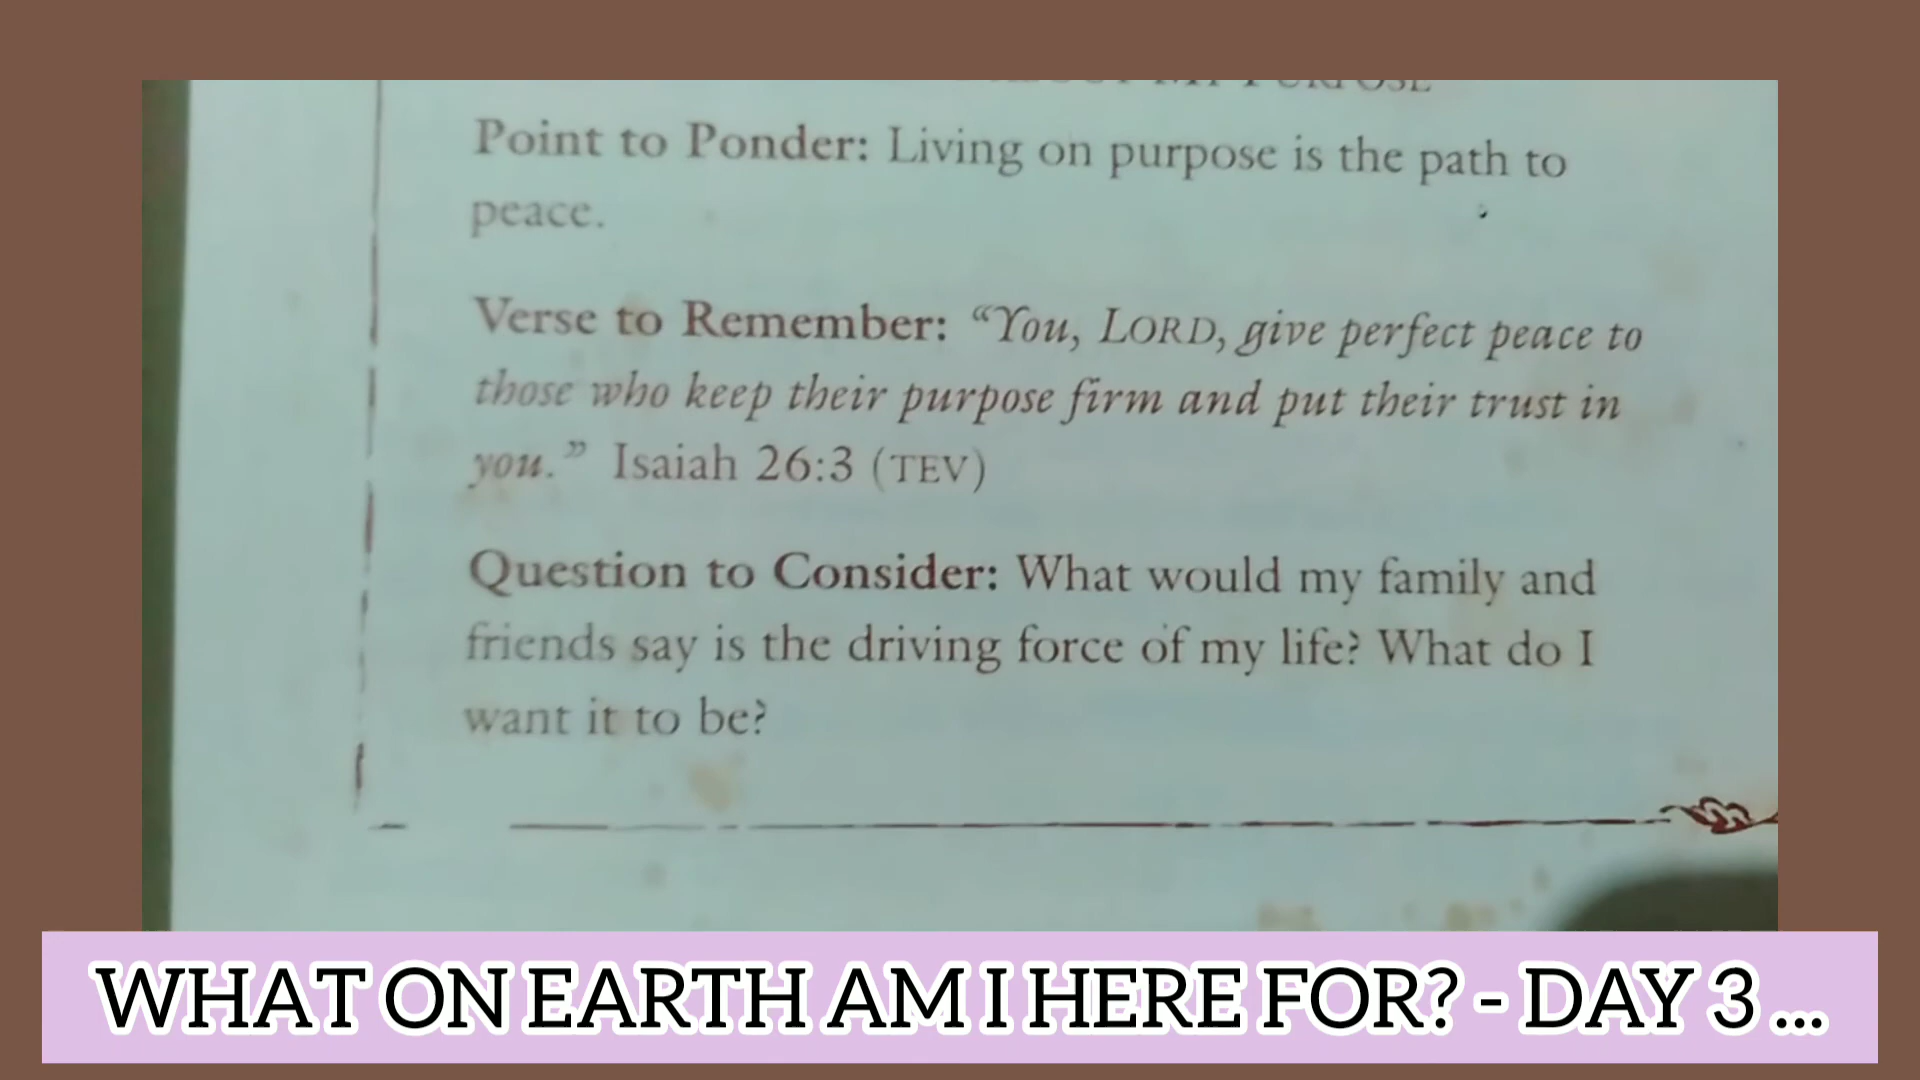 MY PURPOSE
Point to Ponder: Living on purpose is the path to
peace.
Verse to Remember: “You, LORD, give perfect peace to
those who keep their purpose firm and put their trust in
you.” Isaiah 26:3 (TEV)
Question to Consider: What would my family and
friends say is the driving force of my life? What do I
want it to be?
WHAT ON EARTH AM I HERE FOR? - DAY 3 ...